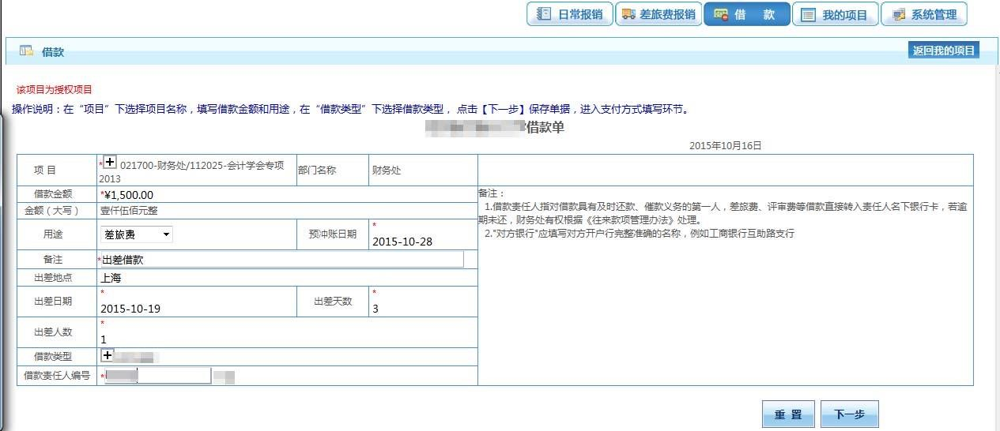 日常报销 差旅费报销 借 款 我的项目 系统管理
借款 返回我的项目
该项目为授权项目
操作说明：在“项目”下选择项目名称，填写借款金额和用途，在“借款类型”下选择借款类型， 点击【下一步】保存单据，进入支付方式填写环节。
借款单
2015年10月16日
项 目 *021700-财务处/112025-会计学会专项
2013 部门名称 财务处
借款金额 *¥1,500.00
金额（大写） 壹仟伍佰元整
用途 差旅费 预冲账日期 *
2015-10-28
备注 *出差借款
出差地点 上海
出差日期 *
2015-10-19 出差天数 *
3
出差人数 *
1
借款类型
借款责任人编号 *
备注：
1.借款责任人指对借款具有及时还款、催款义务的第一人，差旅费、评审费等借款直接转入责任人名下银行卡，若逾
期未还，财务处有权根据《往来款项管理办法》处理。
2."对方银行"应填写对方开户行完整准确的名称，例如工商银行互助路支行
重 置 下一步